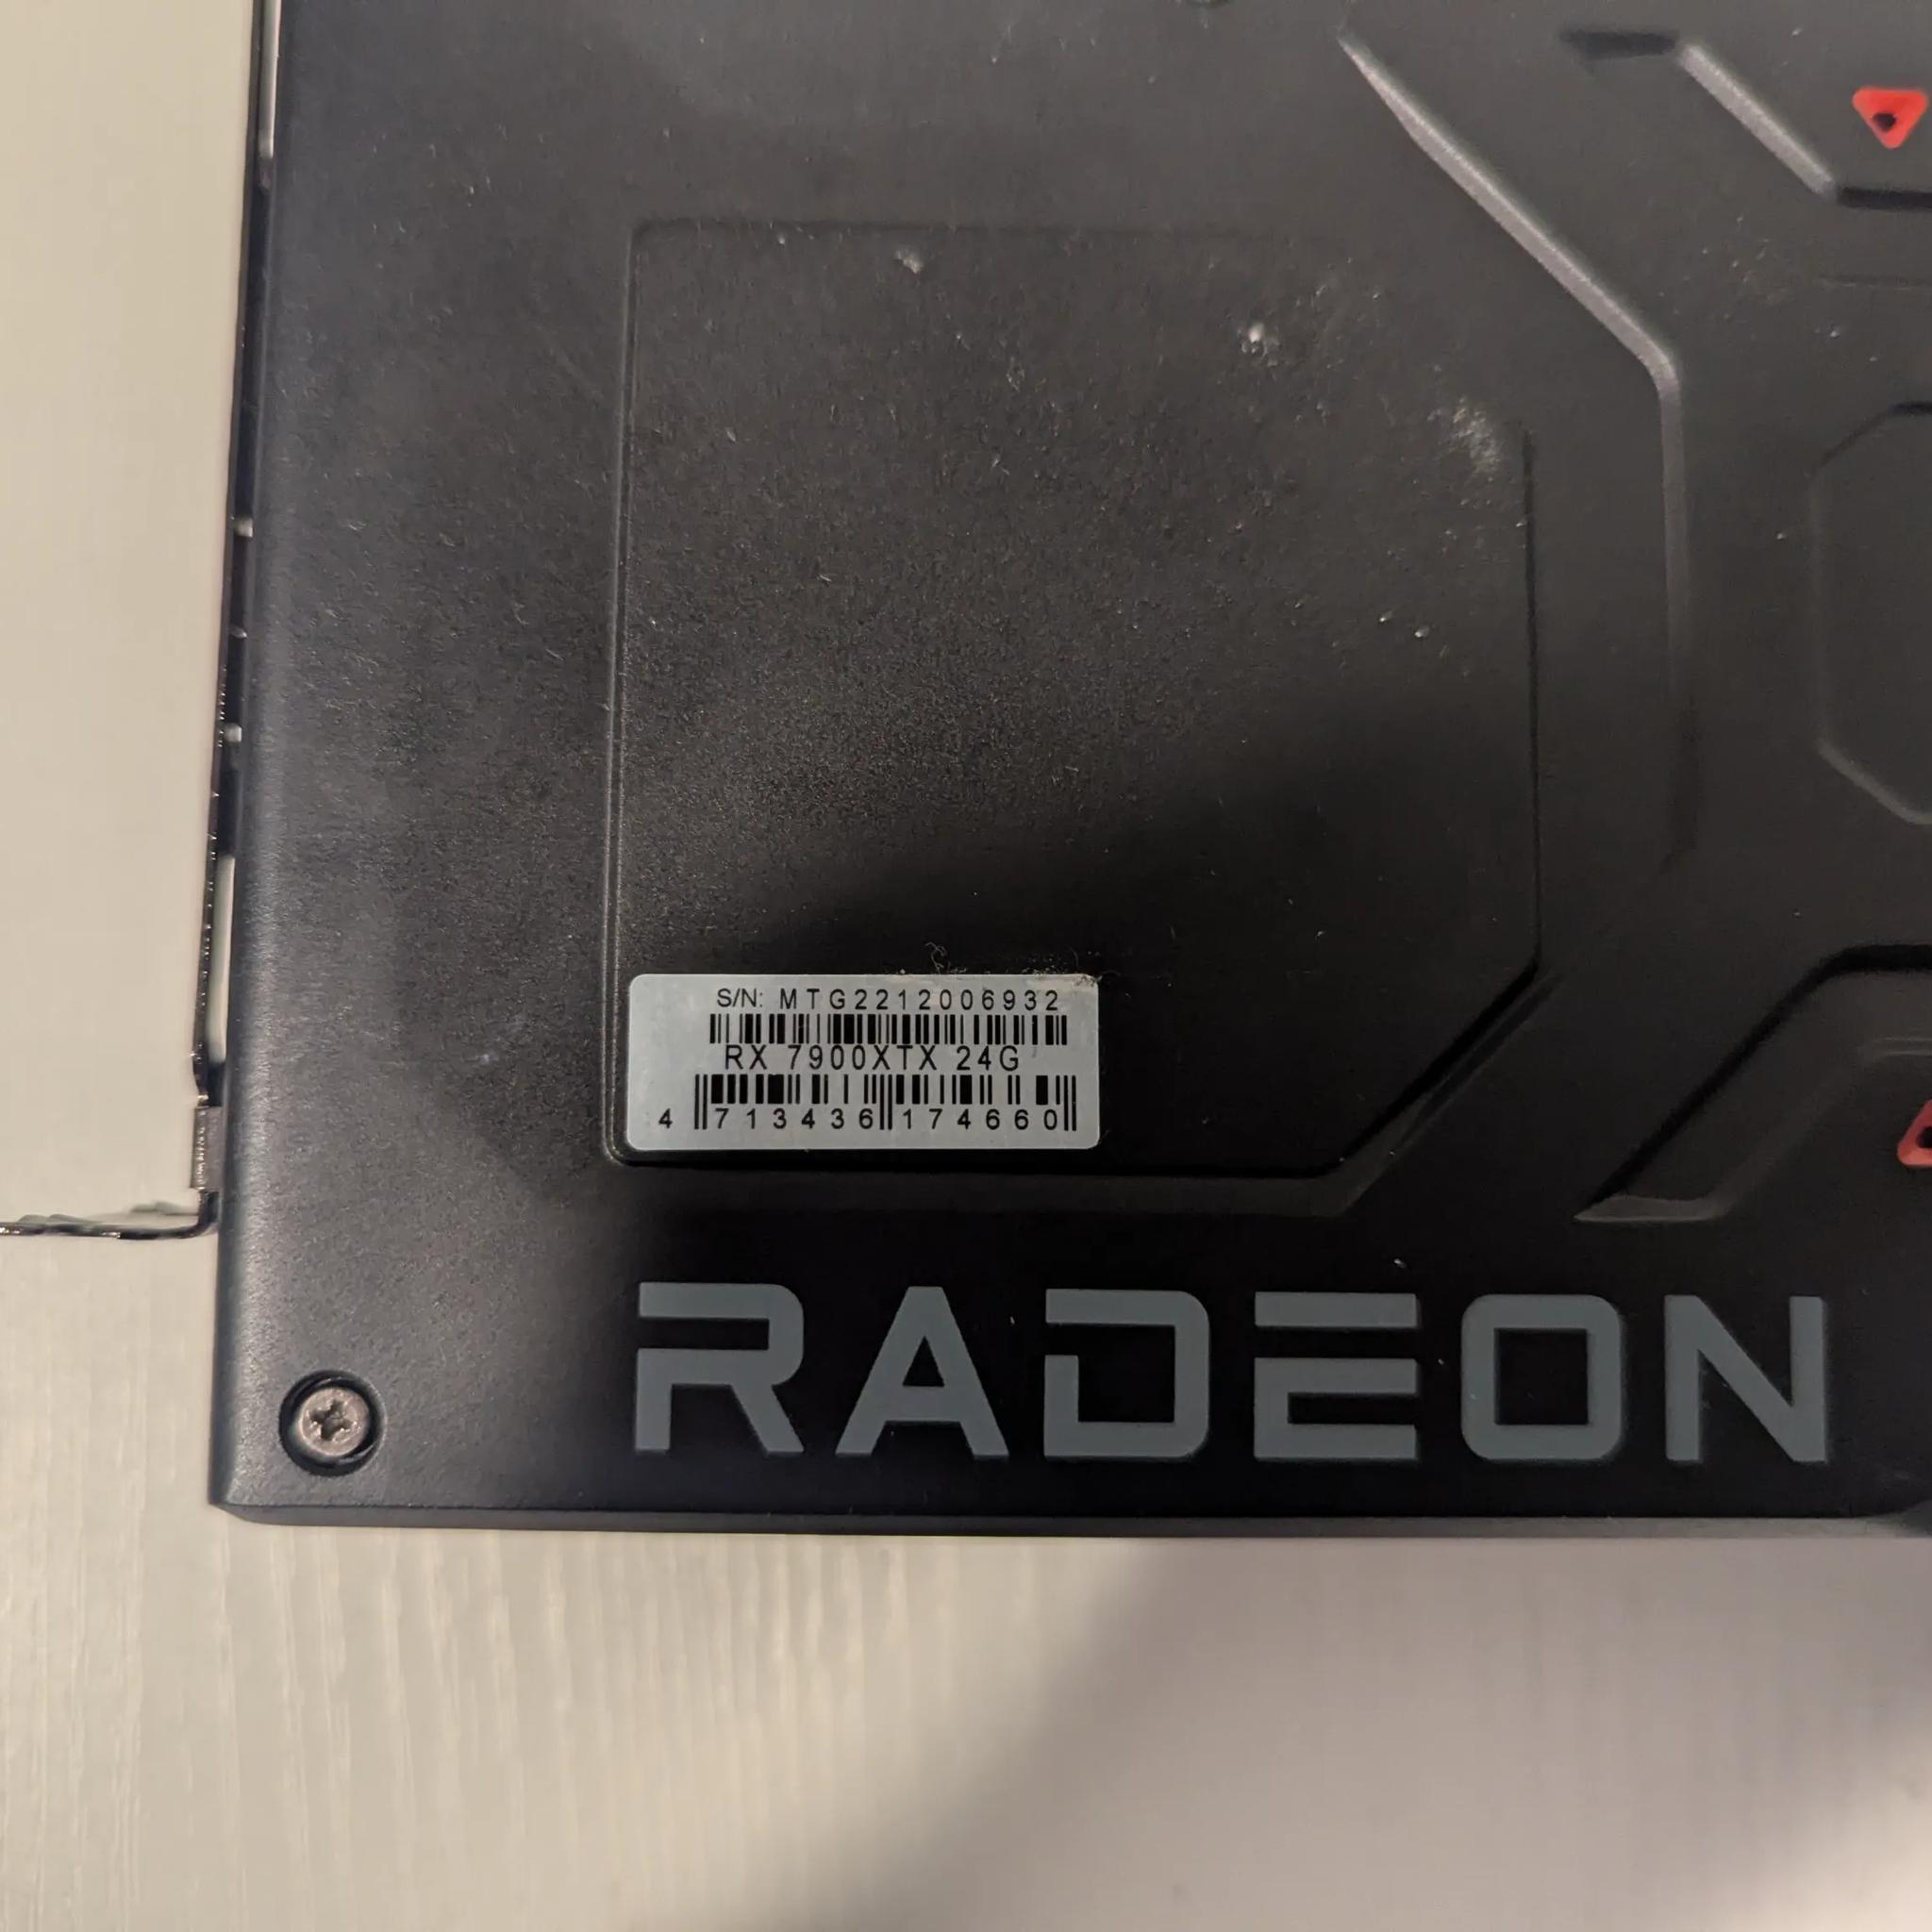 S/N: MTG2212006932
RX 7900XTX 24G
4 713436 174660
RADEON